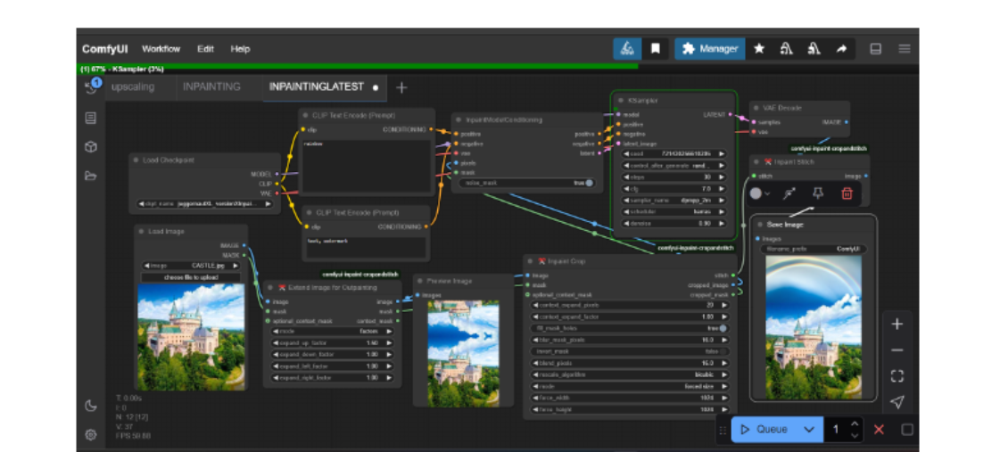 ComfyUI Workflow Edit Help
Manager
(1) 67% - KSampler (3%)
1
upscaling INPAINTING INPAINTINGLATEST
Load Checkpoint
MODEL
CLIP
VAE
ckpt_name
CLIP Text Encode (Prompt)
clip CONDITIONING
rainbow
CLIP Text Encode (Prompt)
clip CONDITIONING
text, watermark
InpaintModelConditioning
positive positive
negative negative
vae latent
pixels
mask
noise_mask true
KSampler
model LATENT
positive
negative
latent_image
seed
control_after_generate rand...
steps 30
cfg 7.0
sampler_name dpmpp_2m
scheduler karras
denoise 0.90
VAE Decode
samples IMAGE
vae
comfyui-inpaint-cropandstitch
Inpaint Stitch
stitch image
Save Image
images
filename_prefix ComfyUI
Load Image
IMAGE
MASK
image CASTLE.jpg
choose file to upload
comfyui-inpaint-cropandstitch
Extend Image for Outpainting
image image
mask mask
optional_context_mask context_mask
mode factors
expand_up_factor 1.50
expand_down_factor 1.00
expand_left_factor 1.00
expand_right_factor 1.00
Preview Image
images
comfyui-inpaint-cropandstitch
Inpaint Crop
image stitch
mask cropped_image
optional_context_mask cropped_mask
context_expand_pixels 20
context_expand_factor 1.00
fill_mask_holes true
blur_mask_pixels 16.0
invert_mask false
blend_pixels 16.0
rescale_algorithm bicubic
mode forced size
force_width 1024
force_height 1024
T: 0.00s
I: 0
N: 12 [12]
V: 37
FPS 59.88
Queue 1